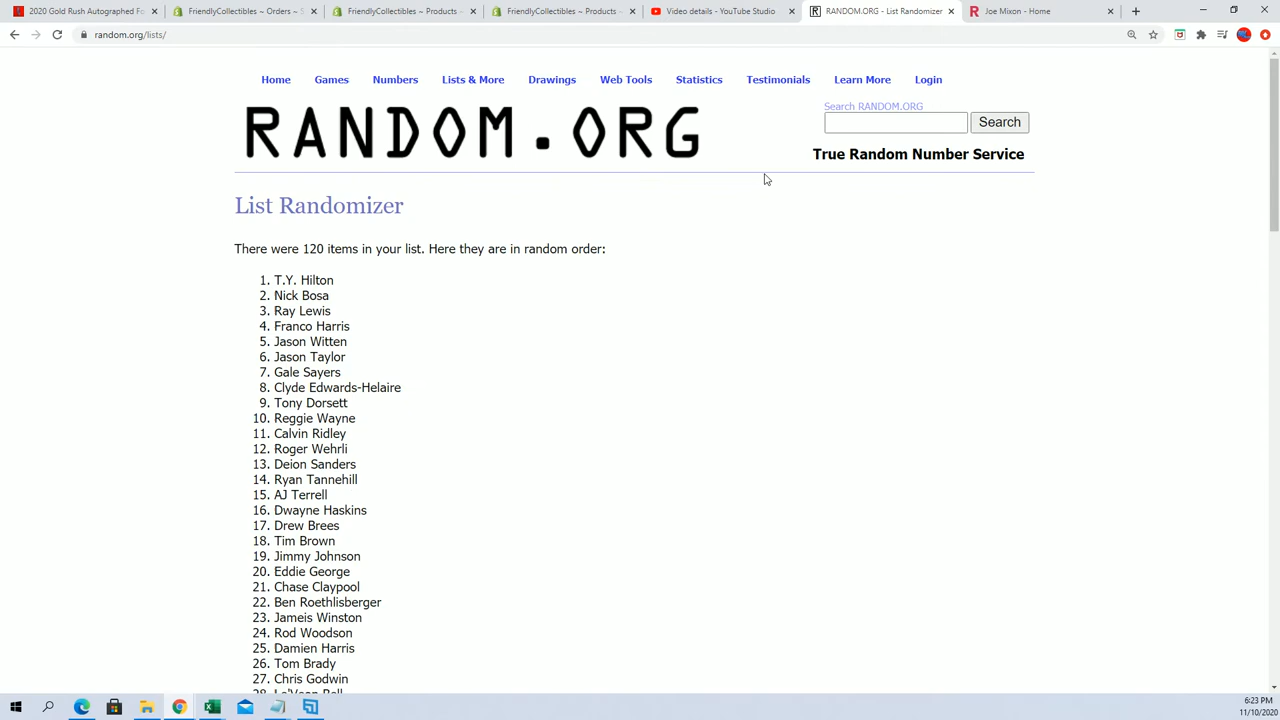 2020 Gold Rush Autographed Fo
FriendlyCollectibles ~ Orders ~ S
FriendlyCollectibles ~ Products ~
FriendlyCollectibles ~ Products ~
Video details - YouTube Studio
RANDOM.ORG - List Randomizer
Joe Mixon - Home
random.org/lists/
Home Games Numbers Lists & More Drawings Web Tools Statistics Testimonials Learn More Login
RANDOM.ORG
Search RANDOM.ORG
Search
True Random Number Service
List Randomizer
There were 120 items in your list. Here they are in random order:
1. T.Y. Hilton
2. Nick Bosa
3. Ray Lewis
4. Franco Harris
5. Jason Witten
6. Jason Taylor
7. Gale Sayers
8. Clyde Edwards-Helaire
9. Tony Dorsett
10. Reggie Wayne
11. Calvin Ridley
12. Roger Wehrli
13. Deion Sanders
14. Ryan Tannehill
15. AJ Terrell
16. Dwayne Haskins
17. Drew Brees
18. Tim Brown
19. Jimmy Johnson
20. Eddie George
21. Chase Claypool
22. Ben Roethlisberger
23. Jameis Winston
24. Rod Woodson
25. Damien Harris
26. Tom Brady
27. Chris Godwin
28. Le'Veon Bell
6:23 PM
11/10/2020